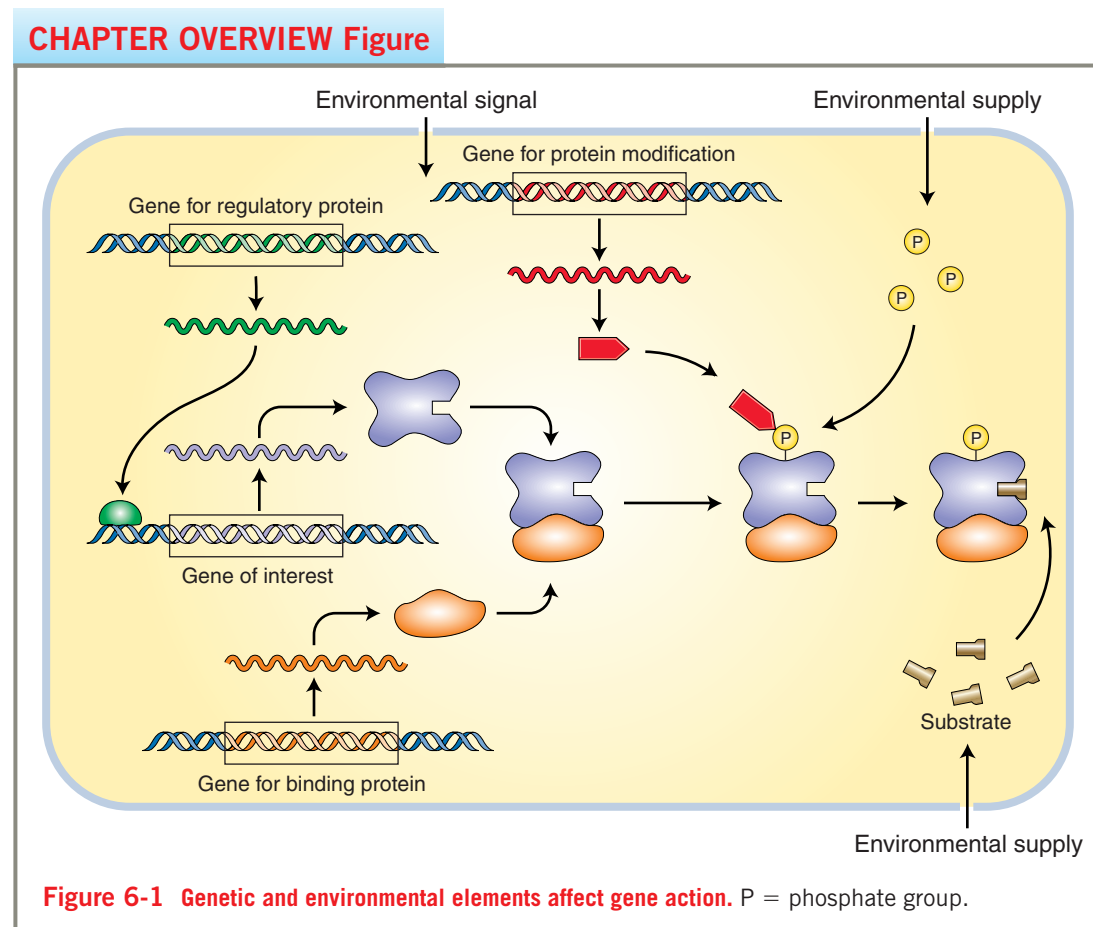 CHAPTER OVERVIEW Figure
Environmental signal
Environmental supply
Gene for protein modification
Gene for regulatory protein
P
P
P
P
P
Gene of interest
Substrate
Gene for binding protein
Environmental supply
Figure 6-1 Genetic and environmental elements affect gene action. P = phosphate group.